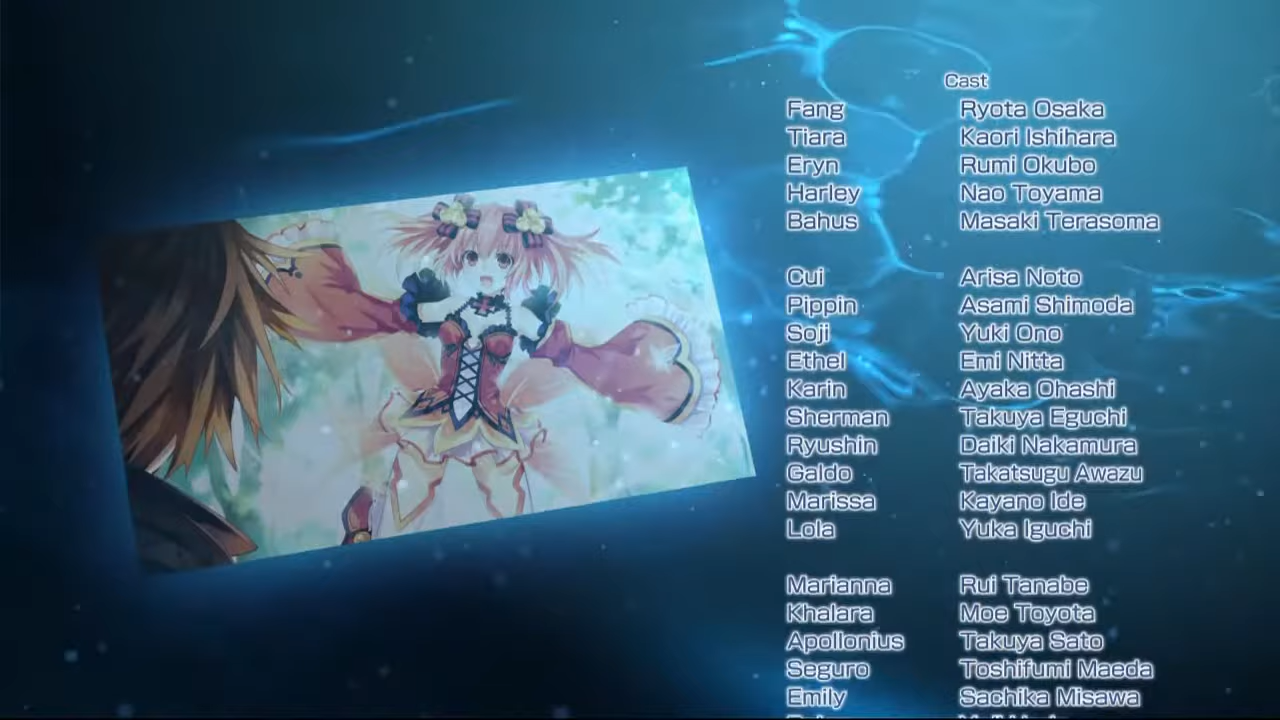 Cast
Fang Ryota Osaka
Tiara Kaori Ishihara
Eryn Rumi Okubo
Harley Nao Toyama
Bahus Masaki Terasoma
Cui Arisa Noto
Pippin Asami Shimoda
Soji Yuki Ono
Ethel Emi Nitta
Karin Ayaka Ohashi
Sherman Takuya Eguchi
Ryushin Daiki Nakamura
Galdo Takatsugu Awazu
Marissa Kayano Ide
Lola Yuka Iguchi
Marianna Rui Tanabe
Khalara Moe Toyota
Apollonius Takuya Sato
Seguro Toshifumi Maeda
Emily Sachika Misawa